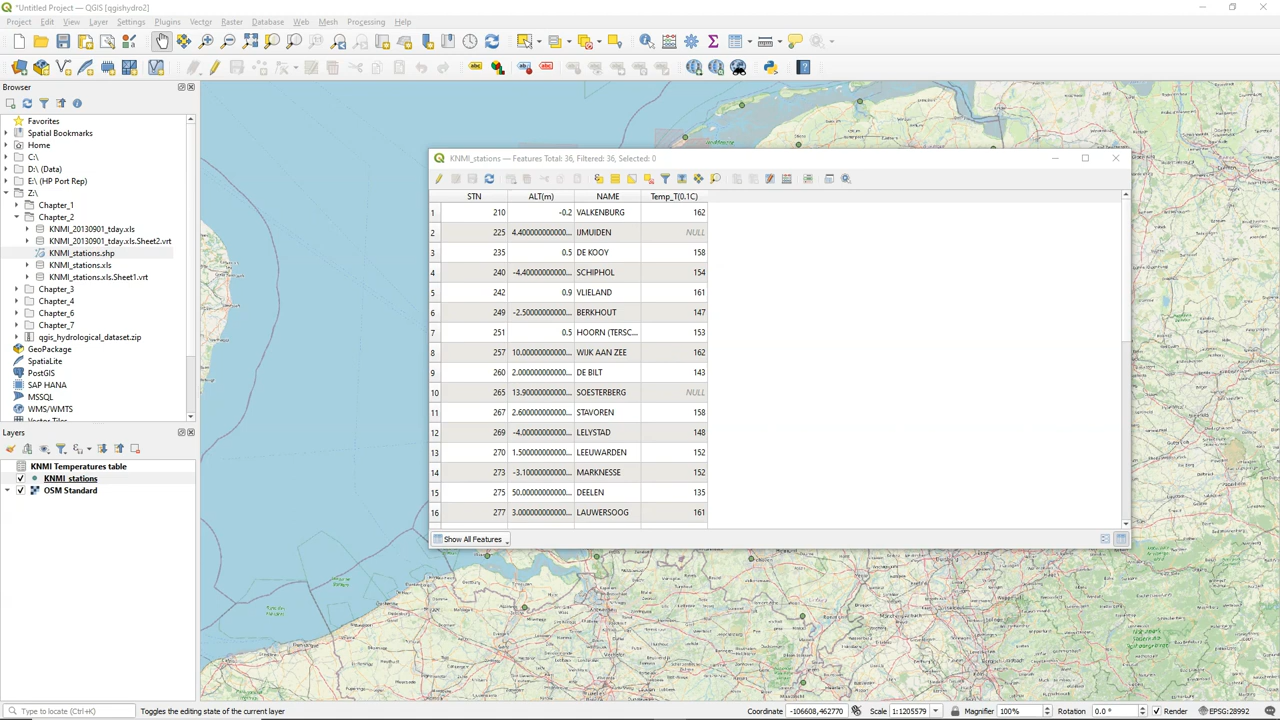 *Untitled Project — QGIS [qgishydro2]
Project Edit View Layer Settings Plugins Vector Raster Database Web Mesh Processing Help
Browser
Favorites
Spatial Bookmarks
Home
C:\
D:\ (Data)
E:\ (HP Port Rep)
Z:\
Chapter_1
Chapter_2
KNMI_20130901_tday.xls
KNMI_20130901_tday.xls.Sheet2.vrt
KNMI_stations.shp
KNMI_stations.xls
KNMI_stations.xls.Sheet1.vrt
Chapter_3
Chapter_4
Chapter_6
Chapter_7
qgis_hydrological_dataset.zip
GeoPackage
SpatiaLite
PostGIS
SAP HANA
MSSQL
WMS/WMTS
Vector Tiles
Layers
KNMI Temperatures table
KNMI_stations
OSM Standard
KNMI_stations — Features Total: 36, Filtered: 36, Selected: 0
STN ALT(m) NAME Temp_T(0.1C)
1 210 -0.2 VALKENBURG 162
2 225 4.400000000000... IJMUIDEN NULL
3 235 0.5 DE KOOY 158
4 240 -4.40000000000... SCHIPHOL 154
5 242 0.9 VLIELAND 161
6 249 -2.50000000000... BERKHOUT 147
7 251 0.5 HOORN (TERSC... 153
8 257 10.00000000000... WIJK AAN ZEE 162
9 260 2.000000000000... DE BILT 143
10 265 13.90000000000... SOESTERBERG NULL
11 267 2.600000000000... STAVOREN 158
12 269 -4.00000000000... LELYSTAD 148
13 270 1.500000000000... LEEUWARDEN 152
14 273 -3.10000000000... MARKNESSE 152
15 275 50.00000000000... DEELEN 135
16 277 3.000000000000... LAUWERSOOG 161
Show All Features
Type to locate (Ctrl+K) Toggles the editing state of the current layer Coordinate -106608,462770 Scale 1:1205579 Magnifier 100% Rotation 0.0 ° Render EPSG:28992